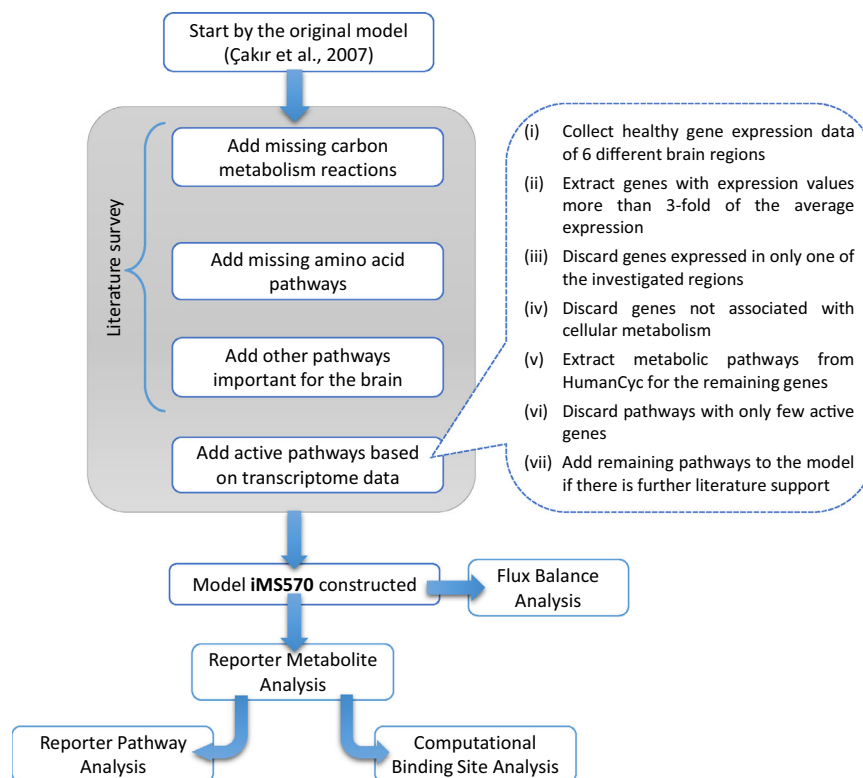 Start by the original model
(Çakır et al., 2007)
Literature survey
Add missing carbon
metabolism reactions
Add missing amino acid
pathways
Add other pathways
important for the brain
Add active pathways based
on transcriptome data
(i) Collect healthy gene expression data
of 6 different brain regions
(ii) Extract genes with expression values
more than 3-fold of the average
expression
(iii) Discard genes expressed in only one of
the investigated regions
(iv) Discard genes not associated with
cellular metabolism
(v) Extract metabolic pathways from
HumanCyc for the remaining genes
(vi) Discard pathways with only few active
genes
(vii) Add remaining pathways to the model
if there is further literature support
Model iMS570 constructed
Flux Balance
Analysis
Reporter Metabolite
Analysis
Reporter Pathway
Analysis
Computational
Binding Site Analysis